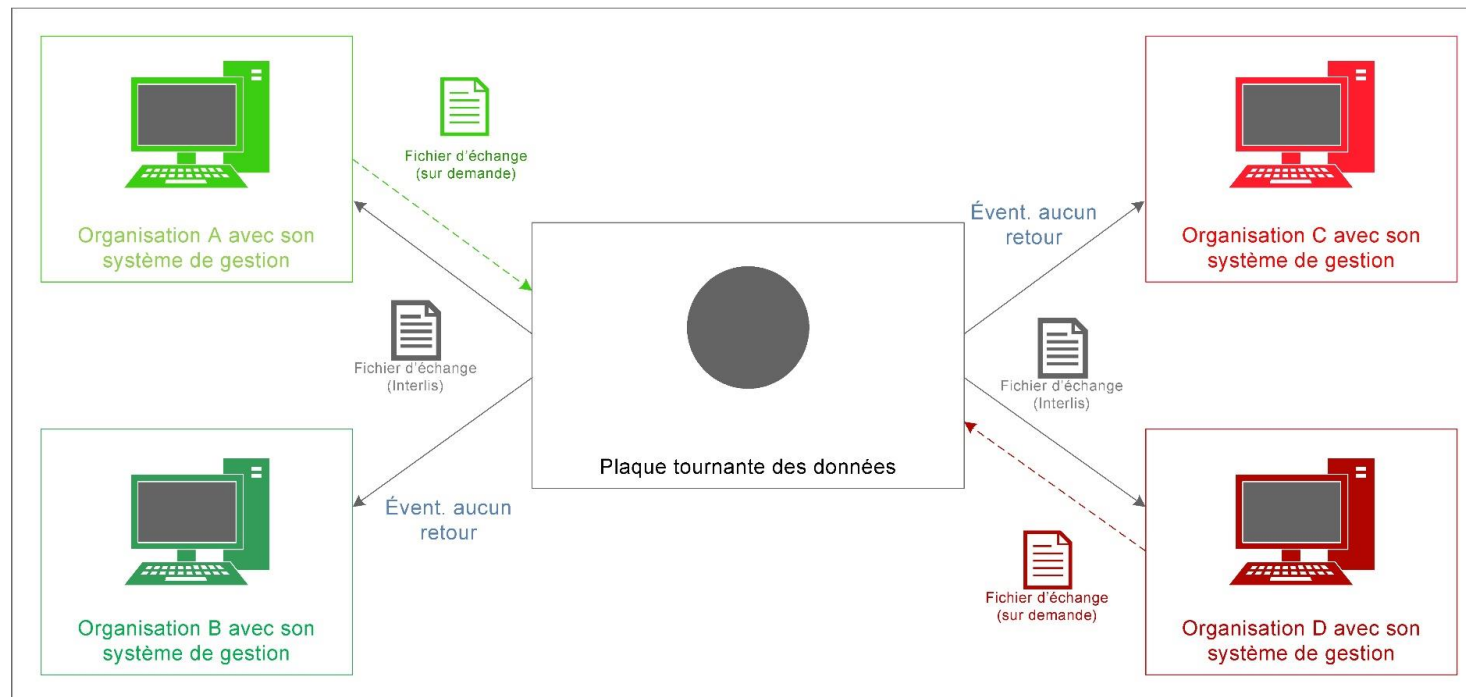 Fichier d'échange
(sur demande)
Organisation A avec son
système de gestion
Évent. aucun
retour
Organisation C avec son
système de gestion
Fichier d'échange
(Interlis)
Fichier d'échange
(Interlis)
Plaque tournante des données
Évent. aucun
retour
Organisation B avec son
système de gestion
Fichier d'échange
(sur demande)
Organisation D avec son
système de gestion